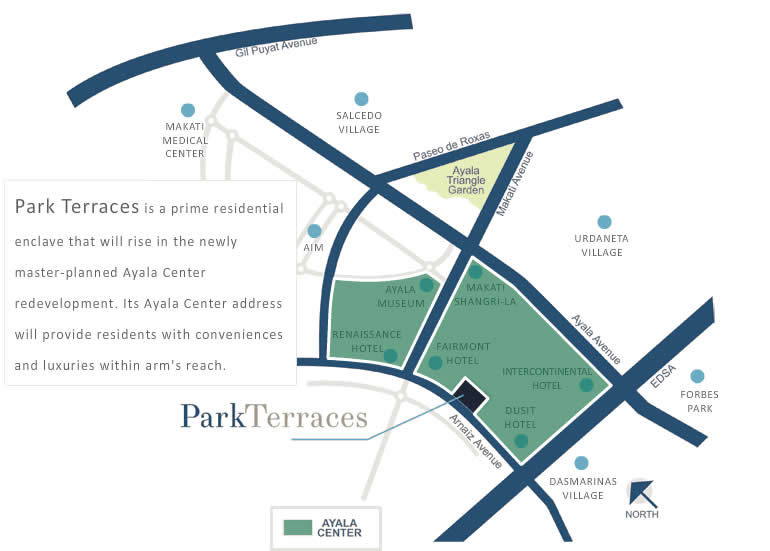 Gil Puyal Avenue
MAKATI
MEDICAL
CENTER
SALCEDO
VILLAGE
Paseo de Roxas
Ayala
Triangle
Garden
Makati Avenue
Park Terraces is a prime residential
enclave that will rise in the newly
master-planned Ayala Center
redevelopment. Its Ayala Center address
will provide residents with conveniences
and luxuries within arm's reach.
AIM
URDANETA
VILLAGE
AYALA
MUSEUM
MAKATI
SHANGRI-LA
RENAISSANCE
HOTEL
FAIRMONT
HOTEL
Ayala Avenue
INTERCONTINENTAL
HOTEL
EDSA
FORBES
PARK
ParkTerraces
DUSIT
HOTEL
Arnaiz Avenue
DASMARINAS
VILLAGE
NORTH
AYALA
CENTER